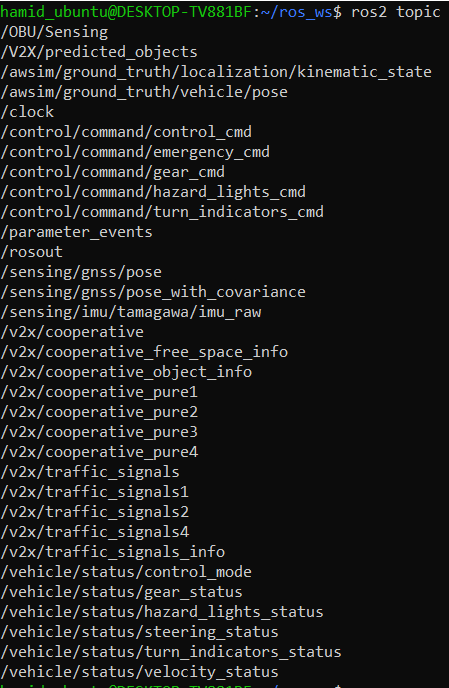 hamid_ubuntu@DESKTOP-TV881BF:~/ros_ws$ ros2 topic
/OBU/Sensing
/V2X/predicted_objects
/awsim/ground_truth/localization/kinematic_state
/awsim/ground_truth/vehicle/pose
/clock
/control/command/control_cmd
/control/command/emergency_cmd
/control/command/gear_cmd
/control/command/hazard_lights_cmd
/control/command/turn_indicators_cmd
/parameter_events
/rosout
/sensing/gnss/pose
/sensing/gnss/pose_with_covariance
/sensing/imu/tamagawa/imu_raw
/v2x/cooperative
/v2x/cooperative_free_space_info
/v2x/cooperative_object_info
/v2x/cooperative_pure1
/v2x/cooperative_pure2
/v2x/cooperative_pure3
/v2x/cooperative_pure4
/v2x/traffic_signals
/v2x/traffic_signals1
/v2x/traffic_signals2
/v2x/traffic_signals4
/v2x/traffic_signals_info
/vehicle/status/control_mode
/vehicle/status/gear_status
/vehicle/status/hazard_lights_status
/vehicle/status/steering_status
/vehicle/status/turn_indicators_status
/vehicle/status/velocity_status